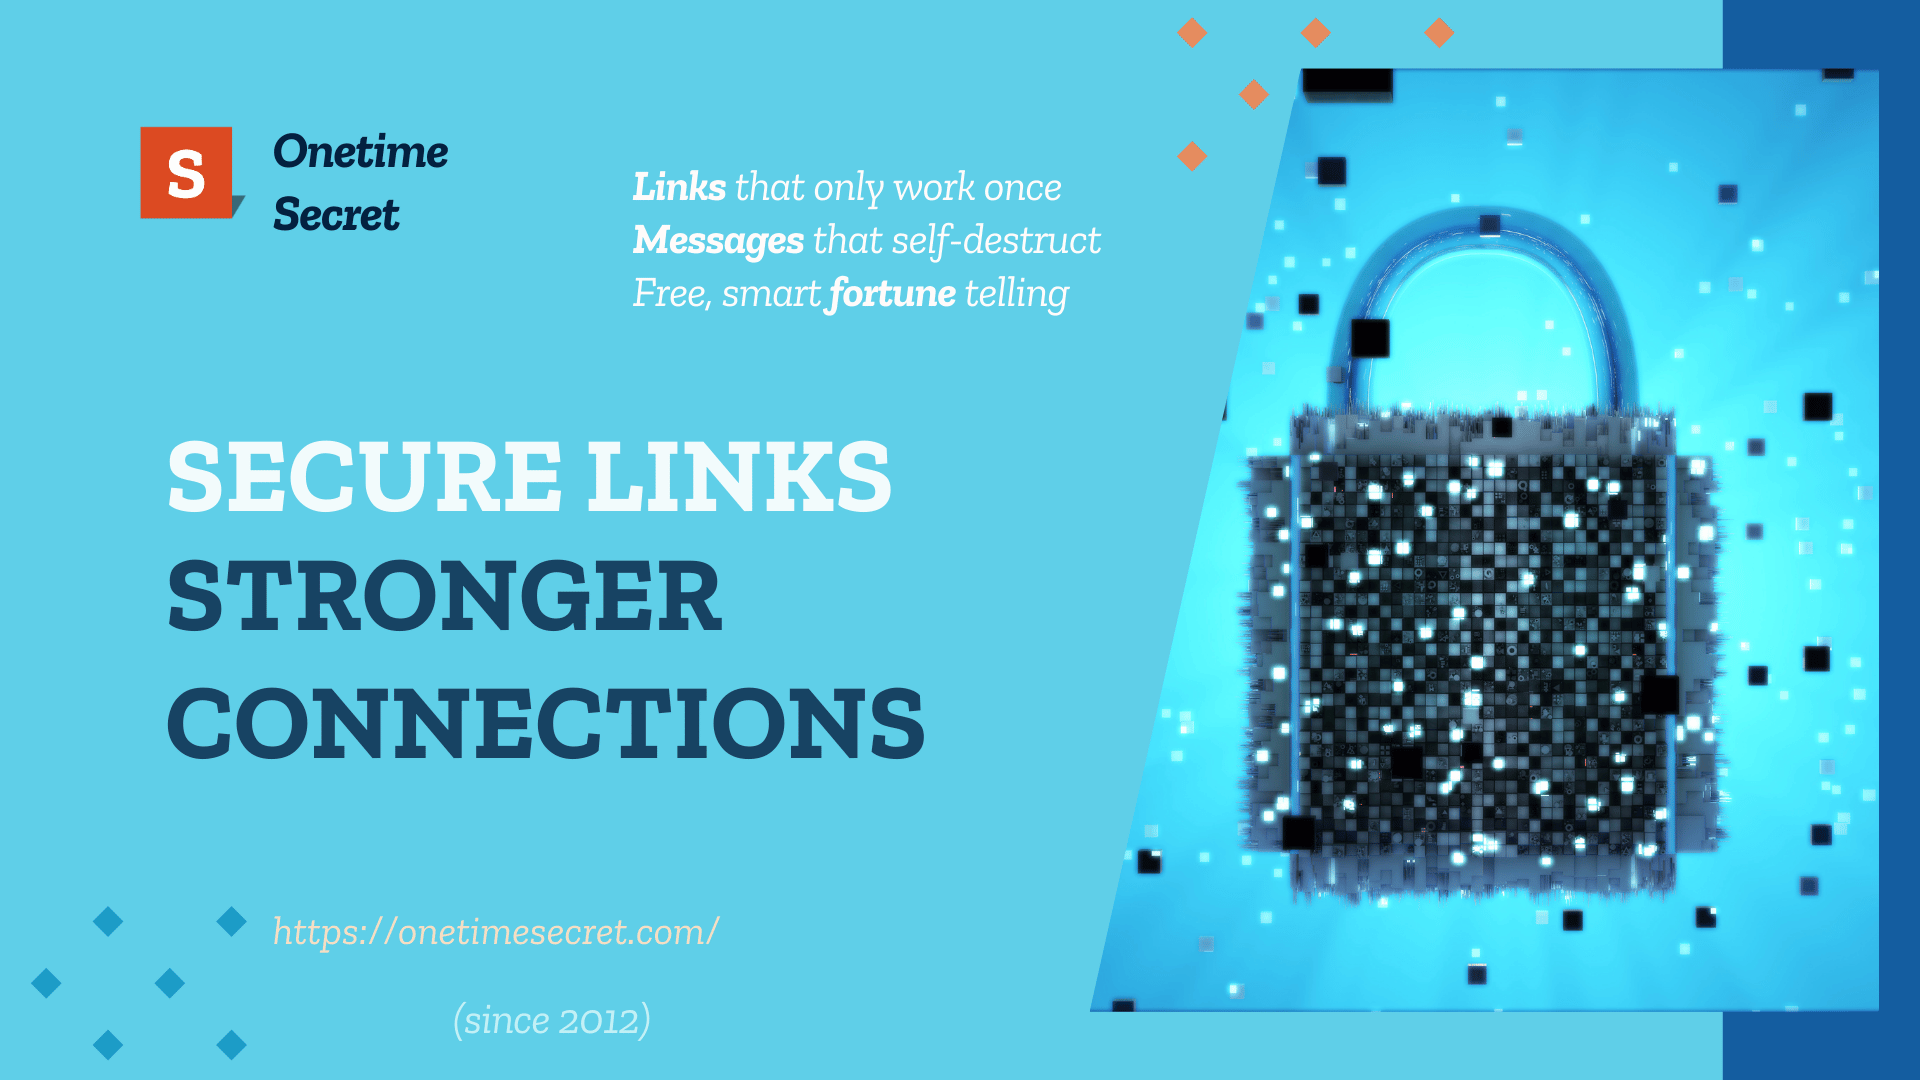 S
Onetime
Secret
Links that only work once
Messages that self-destruct
Free, smart fortune telling
SECURE LINKS
STRONGER
CONNECTIONS
https://onetimesecret.com/
(since 2012)